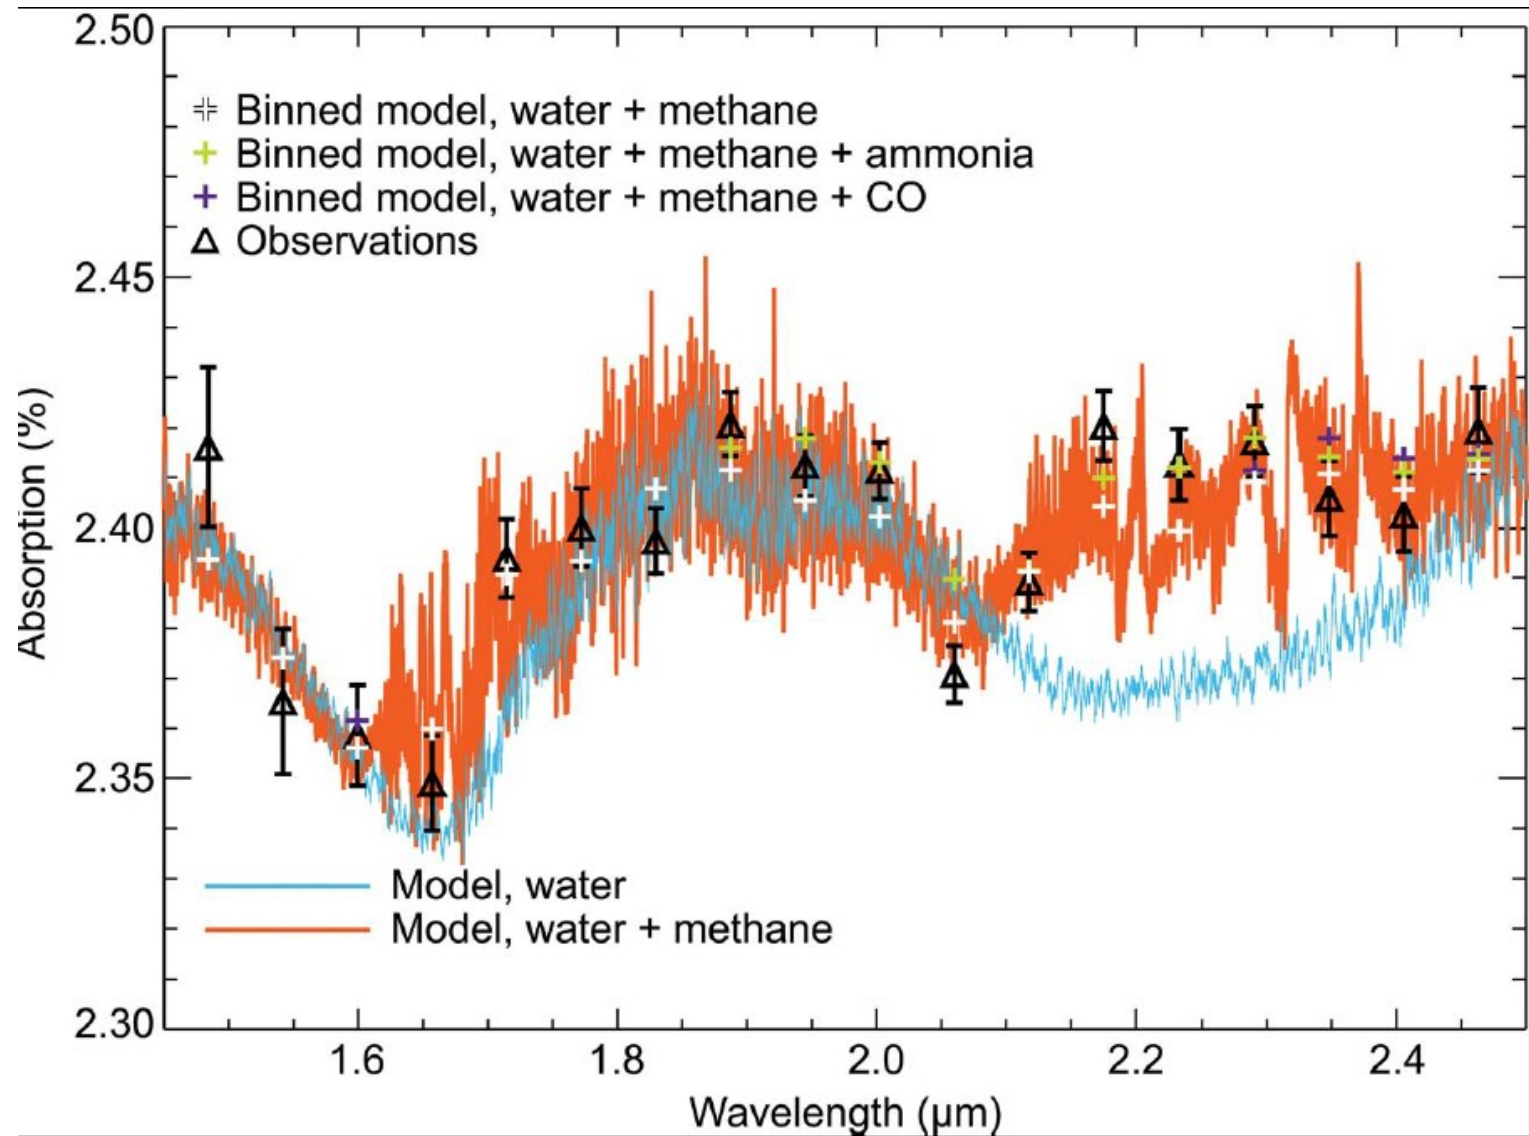 2.50
Binned model, water + methane
Binned model, water + methane + ammonia
Binned model, water + methane + CO
Observations
2.45
2.40
2.35
2.30
Absorption (%)
Model, water
Model, water + methane
1.6 1.8 2.0 2.2 2.4
Wavelength (µm)